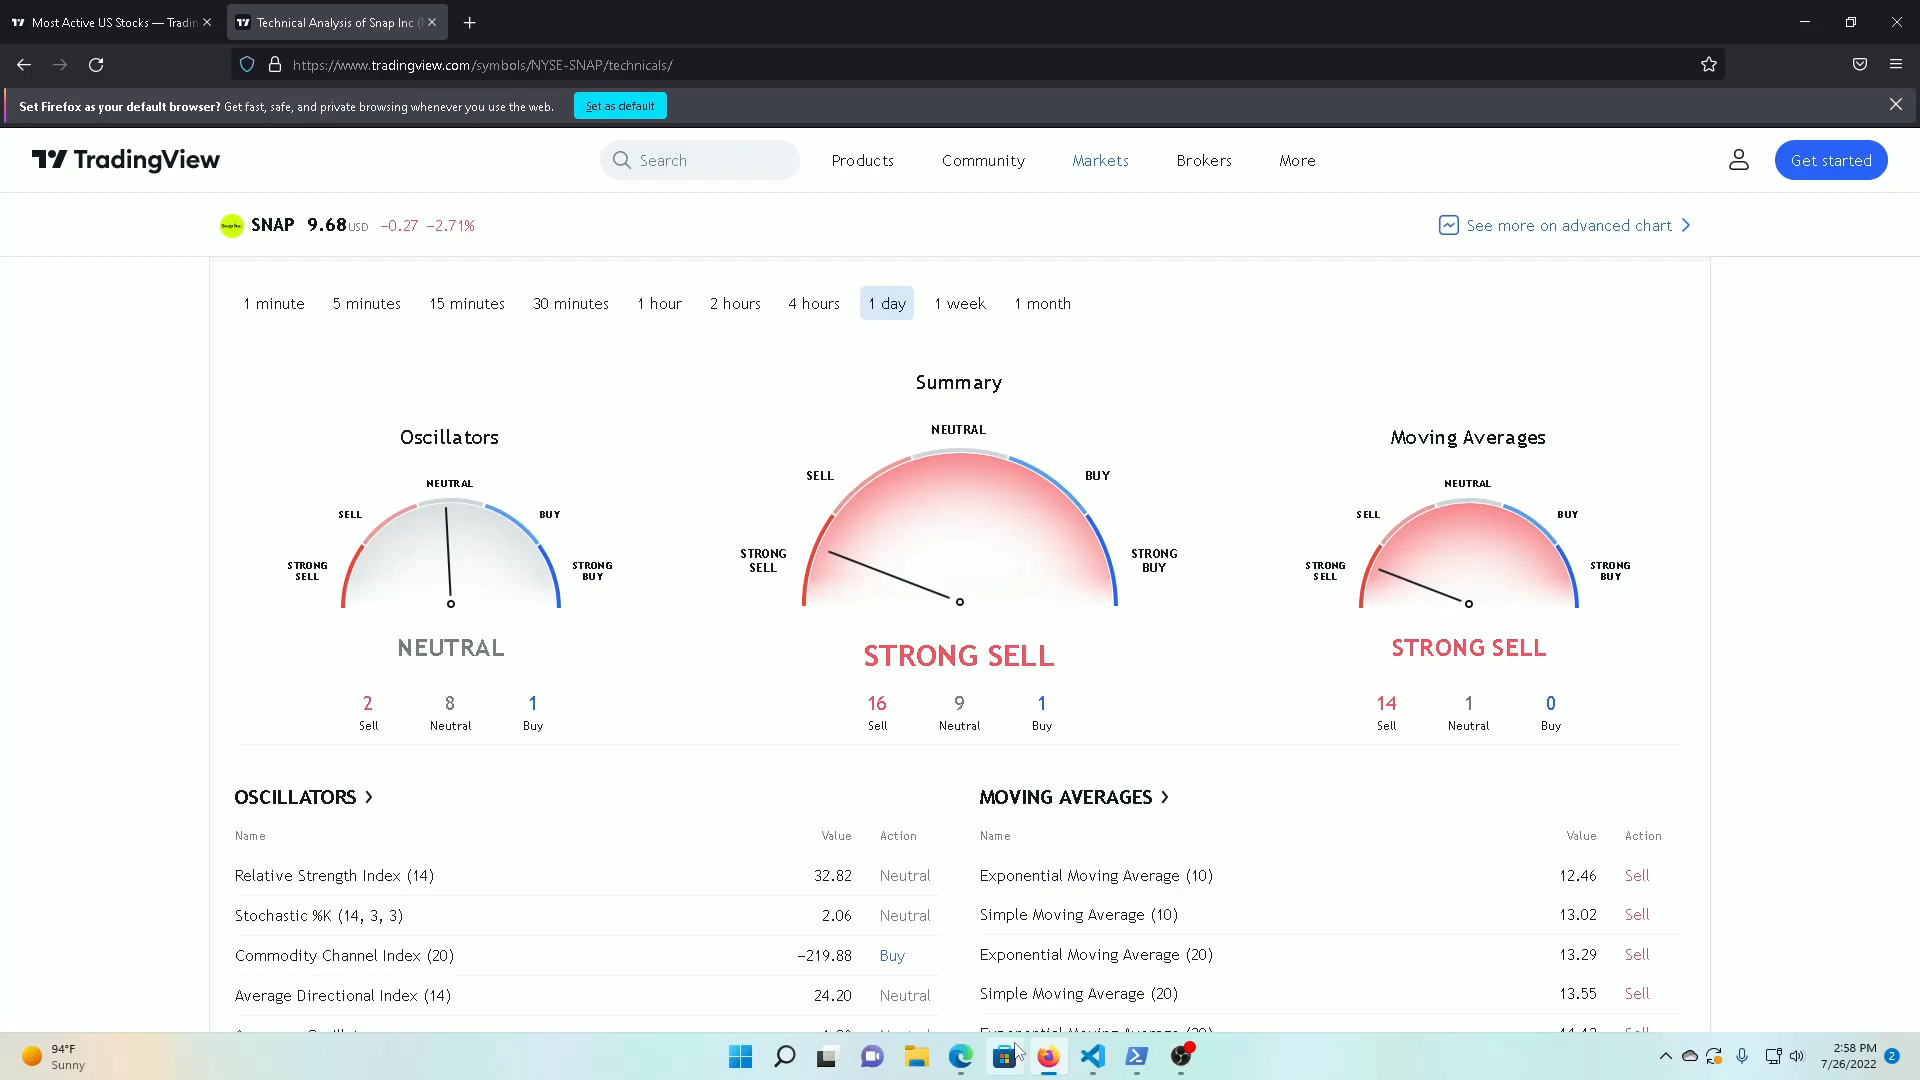 Most Active US Stocks — Tradin
Technical Analysis of Snap Inc (
https://www.tradingview.com/symbols/NYSE-SNAP/technicals/
Set Firefox as your default browser? Get fast, safe, and private browsing whenever you use the web. Set as default
TradingView
Search
Products
Community
Markets
Brokers
More
Get started
SNAP 9.68 USD −0.27 −2.71%
See more on advanced chart
1 minute 5 minutes 15 minutes 30 minutes 1 hour 2 hours 4 hours 1 day 1 week 1 month
Summary
Oscillators
NEUTRAL
SELL
BUY
STRONG
SELL
STRONG
BUY
NEUTRAL
2 8 1
Sell Neutral Buy
NEUTRAL
SELL
BUY
STRONG
SELL
STRONG
BUY
STRONG SELL
16 9 1
Sell Neutral Buy
Moving Averages
NEUTRAL
SELL
BUY
STRONG
SELL
STRONG
BUY
STRONG SELL
14 1 0
Sell Neutral Buy
OSCILLATORS
Name Value Action
Relative Strength Index (14) 32.82 Neutral
Stochastic %K (14, 3, 3) 2.06 Neutral
Commodity Channel Index (20) −219.88 Buy
Average Directional Index (14) 24.20 Neutral
MOVING AVERAGES
Name Value Action
Exponential Moving Average (10) 12.46 Sell
Simple Moving Average (10) 13.02 Sell
Exponential Moving Average (20) 13.29 Sell
Simple Moving Average (20) 13.55 Sell
94°F
Sunny
2:58 PM
7/26/2022
2